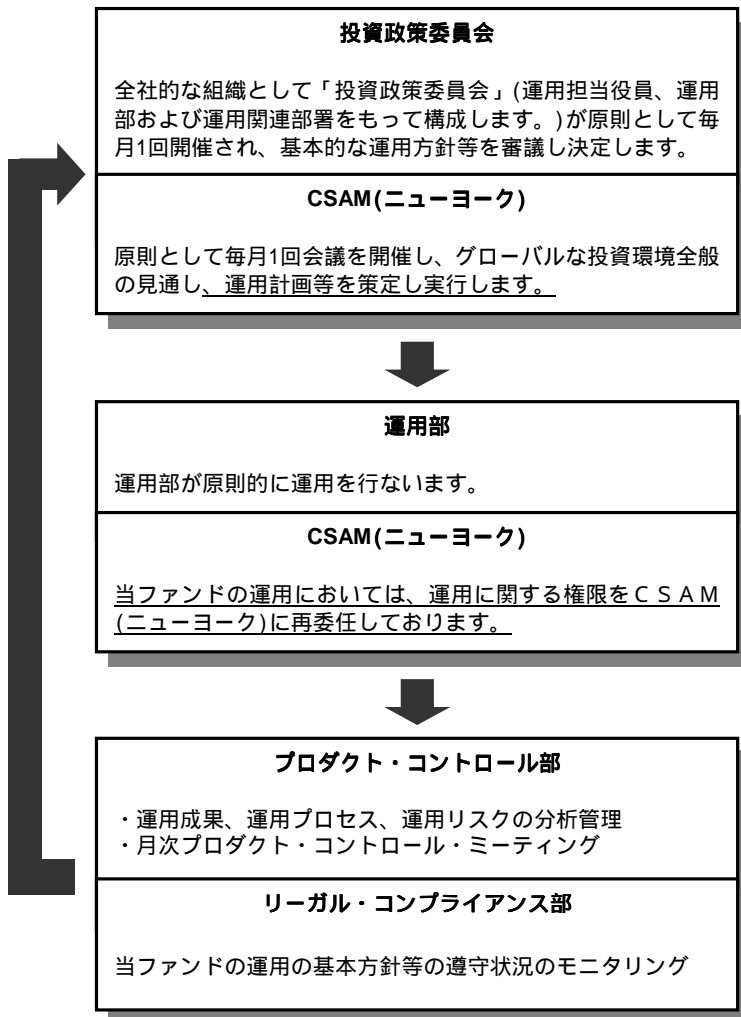 投資政策委員会
全社的な組織として「投資政策委員会」(運用担当役員、運用
部および運用関連部署をもって構成します。)が原則として毎
月1回開催され、基本的な運用方針等を審議し決定します。
CSAM(ニューヨーク)
原則として毎月1回会議を開催し、グローバルな投資環境全般
の見通し、運用計画等を策定し実行します。
運用部
運用部が原則的に運用を行ないます。
CSAM(ニューヨーク)
当ファンドの運用においては、運用に関する権限をＣＳＡＭ
(ニューヨーク)に再委任しております。
プロダクト・コントロール部
・運用成果、運用プロセス、運用リスクの分析管理
・月次プロダクト・コントロール・ミーティング
リーガル・コンプライアンス部
当ファンドの運用の基本方針等の遵守状況のモニタリング